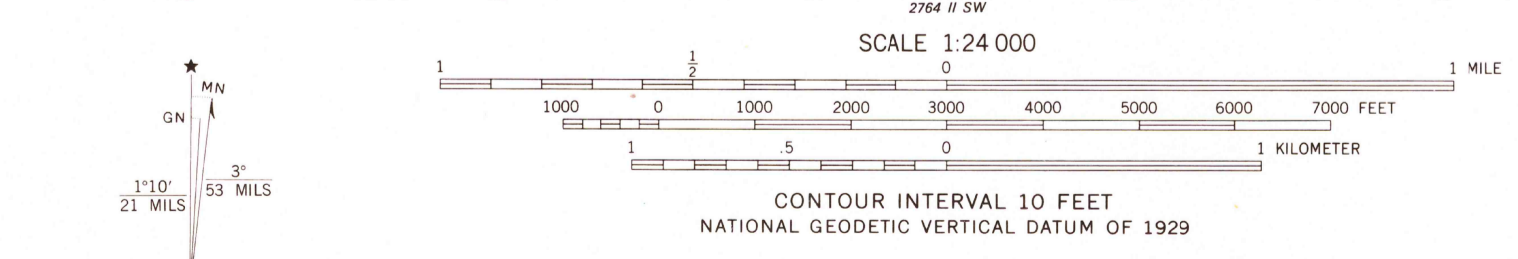 2764 II SW
SCALE 1:24 000
1 1/2 0 1 MILE
1000 0 1000 2000 3000 4000 5000 6000 7000 FEET
1 .5 0 1 KILOMETER
CONTOUR INTERVAL 10 FEET
NATIONAL GEODETIC VERTICAL DATUM OF 1929
★
MN
GN
1°10′
21 MILS
3°
53 MILS